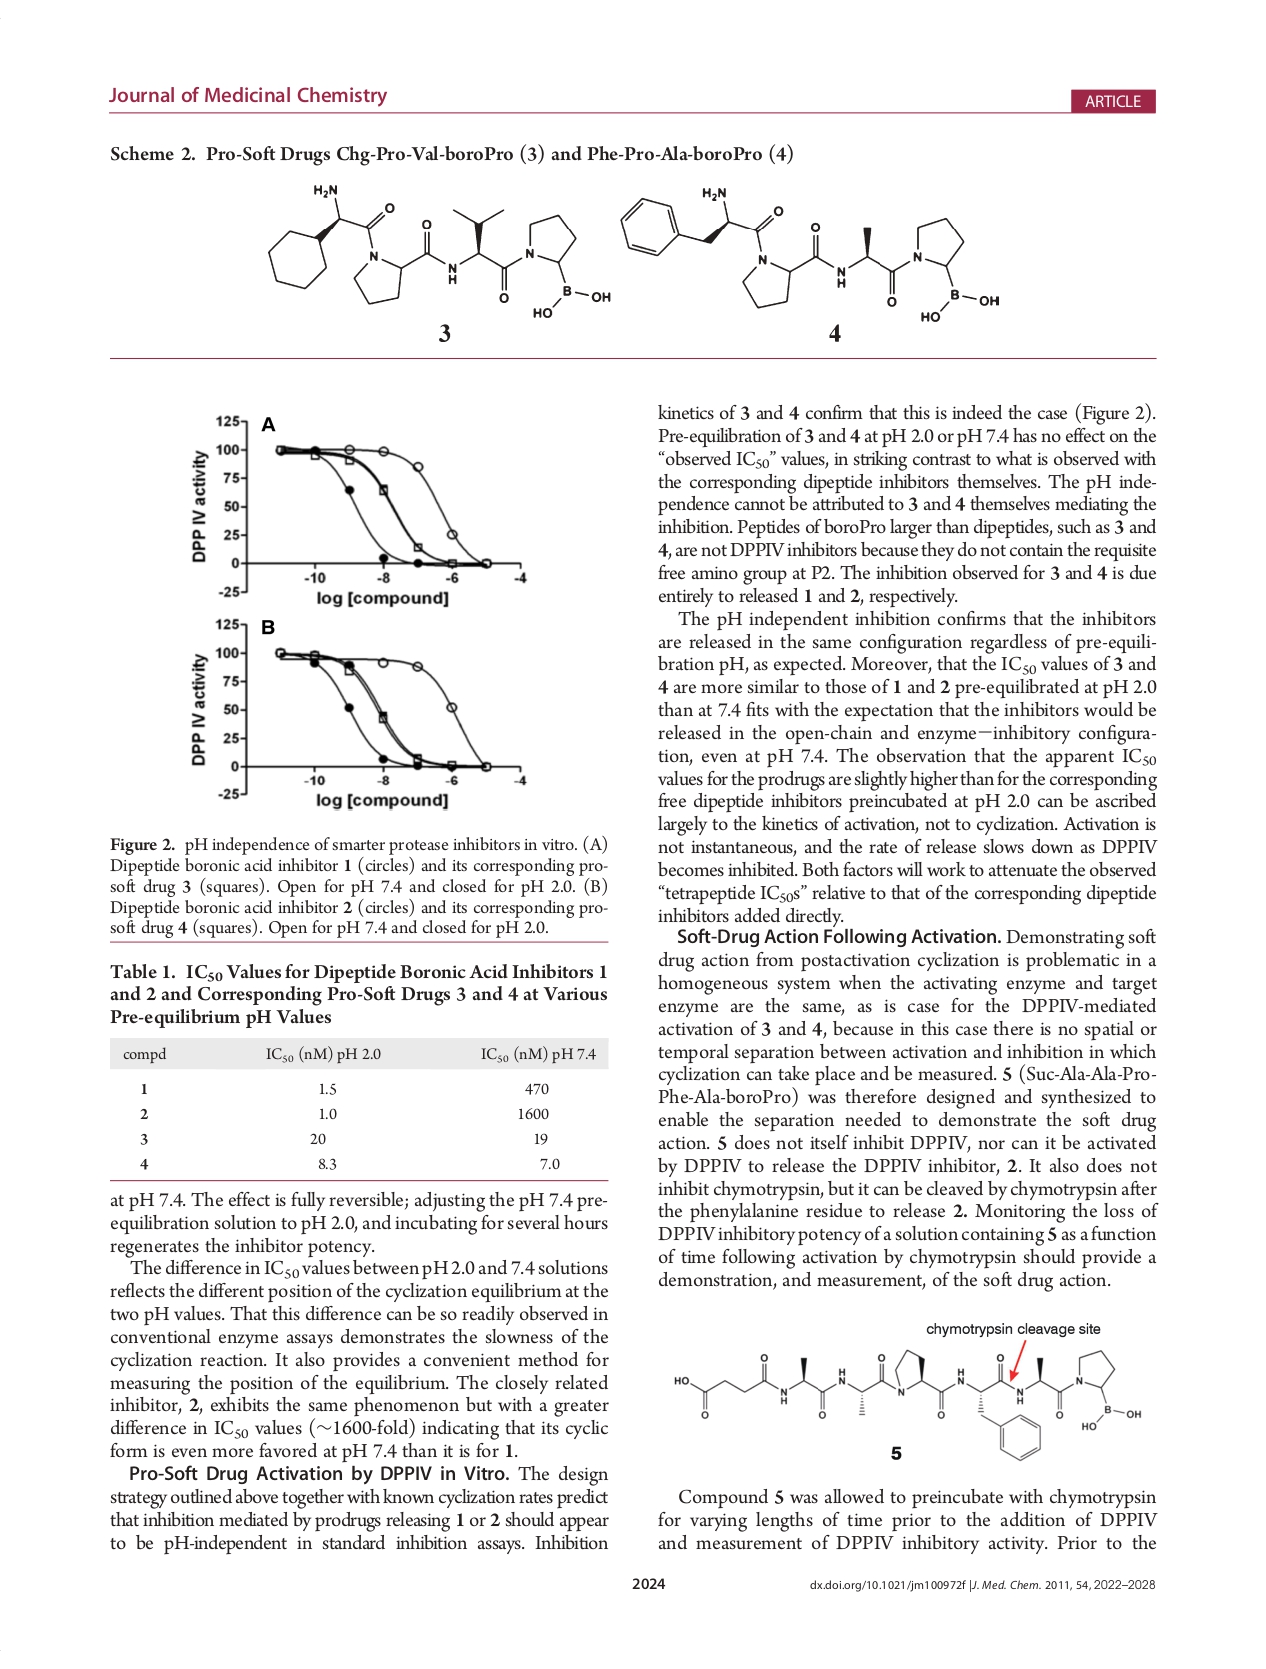 Journal of Medicinal Chemistry
ARTICLE
Scheme 2. Pro-Soft Drugs Chg-Pro-Val-boroPro (3) and Phe-Pro-Ala-boroPro (4)
H₂N
O
O
N
N
H
O
N
B
OH
HO
3
H₂N
O
O
N
N
H
O
N
B
OH
HO
4
A
125
100
75
50
25
0
-25
-10
-8
-6
-4
DPP IV activity
log [compound]
B
125
100
75
50
25
0
-25
-10
-8
-6
-4
DPP IV activity
log [compound]
Figure 2. pH independence of smarter protease inhibitors in vitro. (A)
Dipeptide boronic acid inhibitor 1 (circles) and its corresponding pro-
soft drug 3 (squares). Open for pH 7.4 and closed for pH 2.0. (B)
Dipeptide boronic acid inhibitor 2 (circles) and its corresponding pro-
soft drug 4 (squares). Open for pH 7.4 and closed for pH 2.0.
Table 1. IC₅₀ Values for Dipeptide Boronic Acid Inhibitors 1
and 2 and Corresponding Pro-Soft Drugs 3 and 4 at Various
Pre-equilibrium pH Values
compd IC₅₀ (nM) pH 2.0 IC₅₀ (nM) pH 7.4
1 1.5 470
2 1.0 1600
3 20 19
4 8.3 7.0
at pH 7.4. The effect is fully reversible; adjusting the pH 7.4 pre-
equilibration solution to pH 2.0, and incubating for several hours
regenerates the inhibitor potency.
The difference in IC₅₀ values between pH 2.0 and 7.4 solutions
reflects the different position of the cyclization equilibrium at the
two pH values. That this difference can be so readily observed in
conventional enzyme assays demonstrates the slowness of the
cyclization reaction. It also provides a convenient method for
measuring the position of the equilibrium. The closely related
inhibitor, 2, exhibits the same phenomenon but with a greater
difference in IC₅₀ values (∼1600-fold) indicating that its cyclic
form is even more favored at pH 7.4 than it is for 1.
Pro-Soft Drug Activation by DPPIV in Vitro. The design
strategy outlined above together with known cyclization rates predict
that inhibition mediated by prodrugs releasing 1 or 2 should appear
to be pH-independent in standard inhibition assays. Inhibition
kinetics of 3 and 4 confirm that this is indeed the case (Figure 2).
Pre-equilibration of 3 and 4 at pH 2.0 or pH 7.4 has no effect on the
“observed IC₅₀” values, in striking contrast to what is observed with
the corresponding dipeptide inhibitors themselves. The pH inde-
pendence cannot be attributed to 3 and 4 themselves mediating the
inhibition. Peptides of boroPro larger than dipeptides, such as 3 and
4, are not DPPIV inhibitors because they do not contain the requisite
free amino group at P2. The inhibition observed for 3 and 4 is due
entirely to released 1 and 2, respectively.
The pH independent inhibition confirms that the inhibitors
are released in the same configuration regardless of pre-equili-
bration pH, as expected. Moreover, that the IC₅₀ values of 3 and
4 are more similar to those of 1 and 2 pre-equilibrated at pH 2.0
than at 7.4 fits with the expectation that the inhibitors would be
released in the open-chain and enzyme−inhibitory configura-
tion, even at pH 7.4. The observation that the apparent IC₅₀
values for the prodrugs are slightly higher than for the corresponding
free dipeptide inhibitors preincubated at pH 2.0 can be ascribed
largely to the kinetics of activation, not to cyclization. Activation is
not instantaneous, and the rate of release slows down as DPPIV
becomes inhibited. Both factors will work to attenuate the observed
“tetrapeptide IC₅₀s” relative to that of the corresponding dipeptide
inhibitors added directly.
Soft-Drug Action Following Activation. Demonstrating soft
drug action from postactivation cyclization is problematic in a
homogeneous system when the activating enzyme and target
enzyme are the same, as is case for the DPPIV-mediated
activation of 3 and 4, because in this case there is no spatial or
temporal separation between activation and inhibition in which
cyclization can take place and be measured. 5 (Suc-Ala-Ala-Pro-
Phe-Ala-boroPro) was therefore designed and synthesized to
enable the separation needed to demonstrate the soft drug
action. 5 does not itself inhibit DPPIV, nor can it be activated
by DPPIV to release the DPPIV inhibitor, 2. It also does not
inhibit chymotrypsin, but it can be cleaved by chymotrypsin after
the phenylalanine residue to release 2. Monitoring the loss of
DPPIV inhibitory potency of a solution containing 5 as a function
of time following activation by chymotrypsin should provide a
demonstration, and measurement, of the soft drug action.
chymotrypsin cleavage site
HO
O
O
N
H
O
H
N
O
N
O
H
N
O
N
H
O
N
B
OH
HO
5
Compound 5 was allowed to preincubate with chymotrypsin
for varying lengths of time prior to the addition of DPPIV
and measurement of DPPIV inhibitory activity. Prior to the
2024
dx.doi.org/10.1021/jm100972f |J. Med. Chem. 2011, 54, 2022–2028